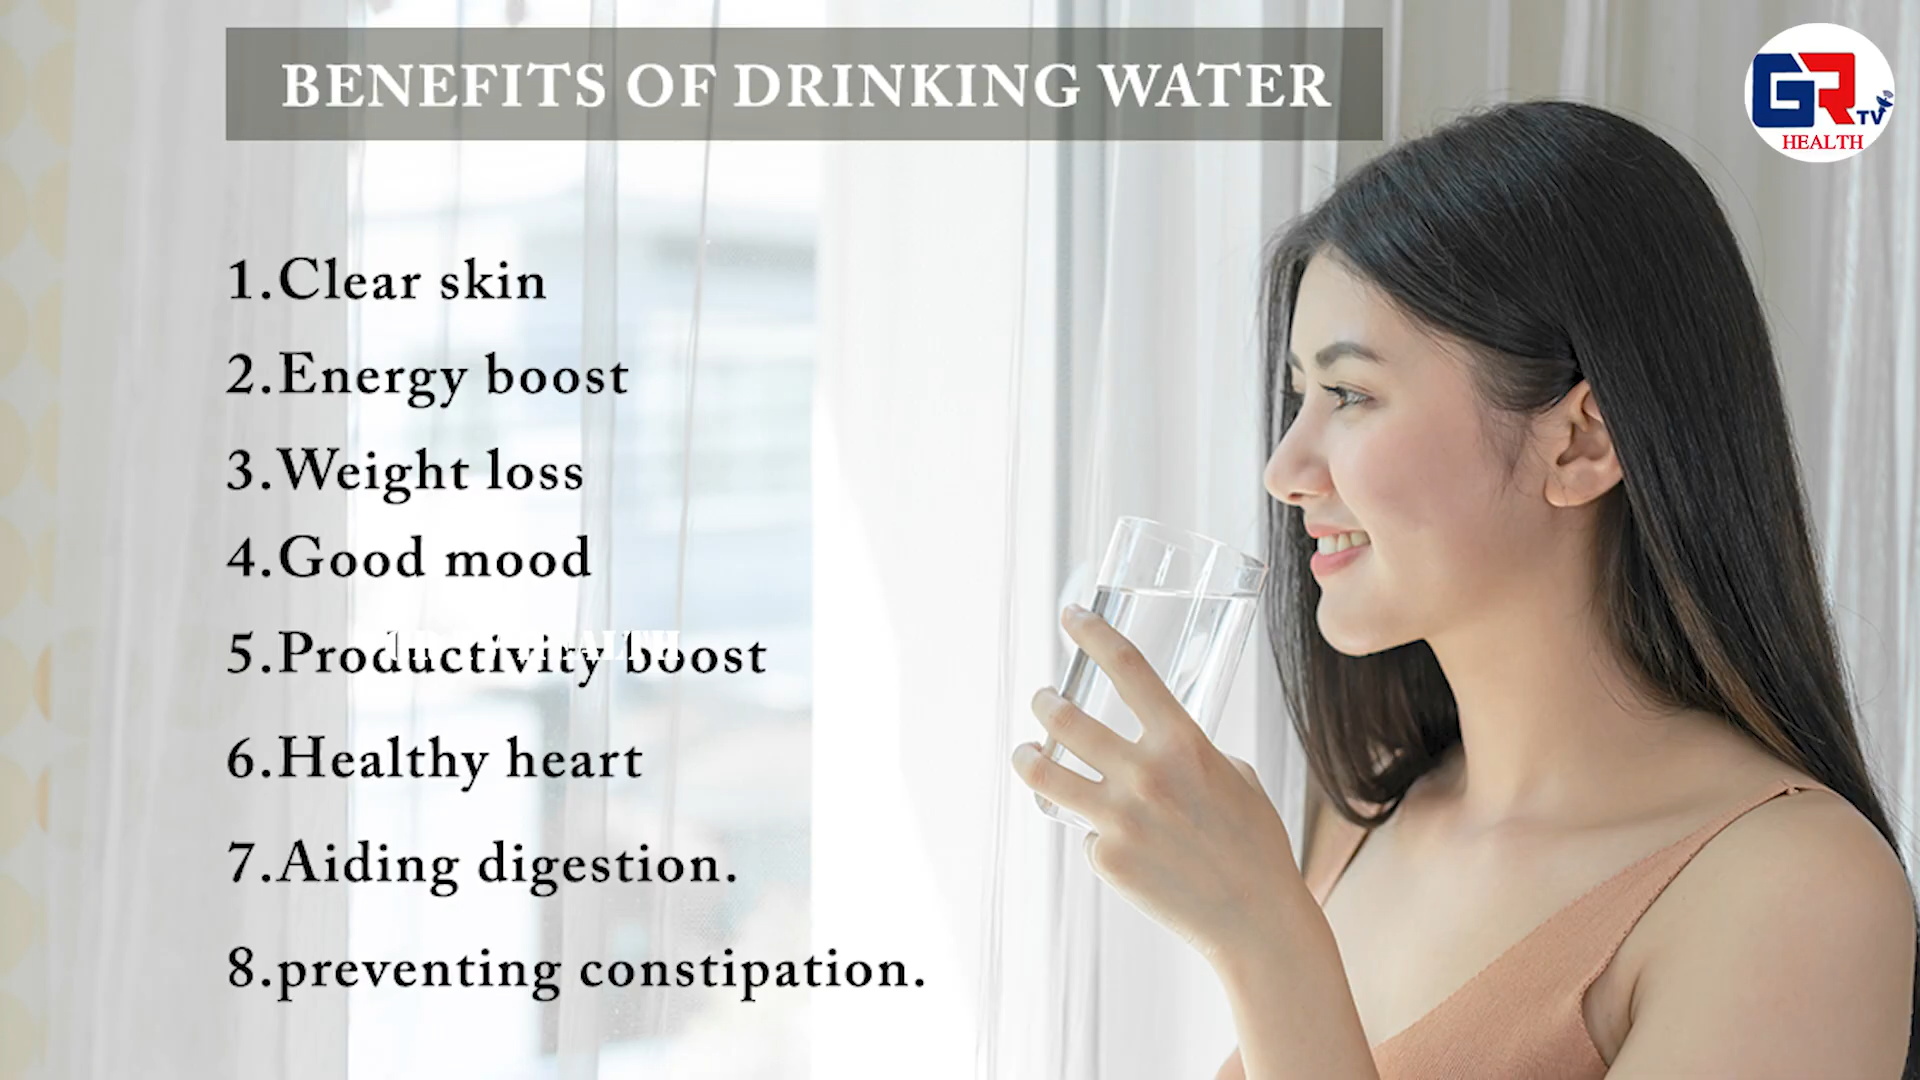 BENEFITS OF DRINKING WATER
GR TV
HEALTH
1.Clear skin
2.Energy boost
3.Weight loss
4.Good mood
5.Productivity boost
6.Healthy heart
7.Aiding digestion.
8.preventing constipation.